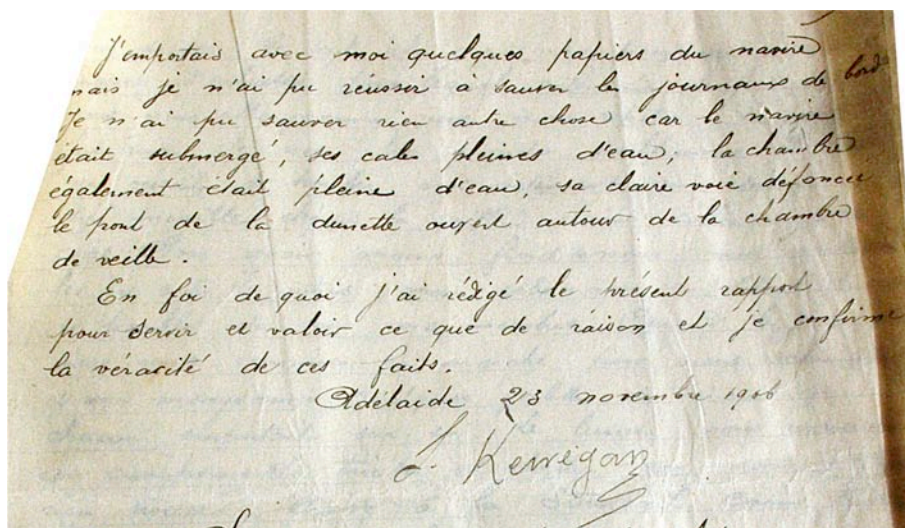 J'emportais avec moi quelques papiers du navire
mais je n'ai pu réussir à sauver les journaux de bord
Je n'ai pu sauver rien autre chose car le navire
était submergé, ses cales pleines d'eau, la chambre
également était pleine d'eau, sa claire voie défoncée
le pont de la dunette ouvert autour de la chambre
de veille.
En foi de quoi j'ai rédigé le présent rapport
pour servir et valoir ce que de raison et je confirme
la véracité de ces faits.
Adélaide 23 novembre 1906
Kerrégan